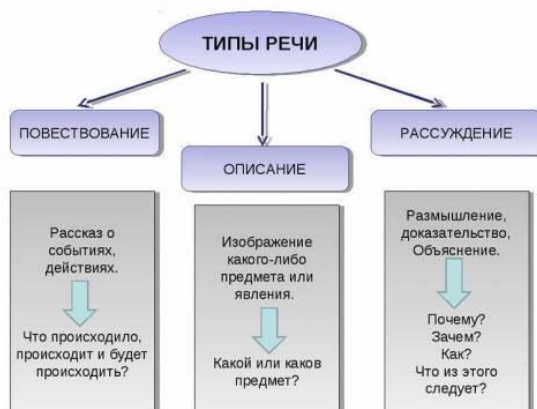 ТИПЫ РЕЧИ
ПОВЕСТВОВАНИЕ
ОПИСАНИЕ
РАССУЖДЕНИЕ
Рассказ о
событиях,
действиях.
Что происходило,
происходит и будет
происходить?
Изображение
какого-либо
предмета или
явления.
Какой или каков
предмет?
Размышление,
доказательство,
Объяснение.
Почему?
Зачем?
Как?
Что из этого
следует?